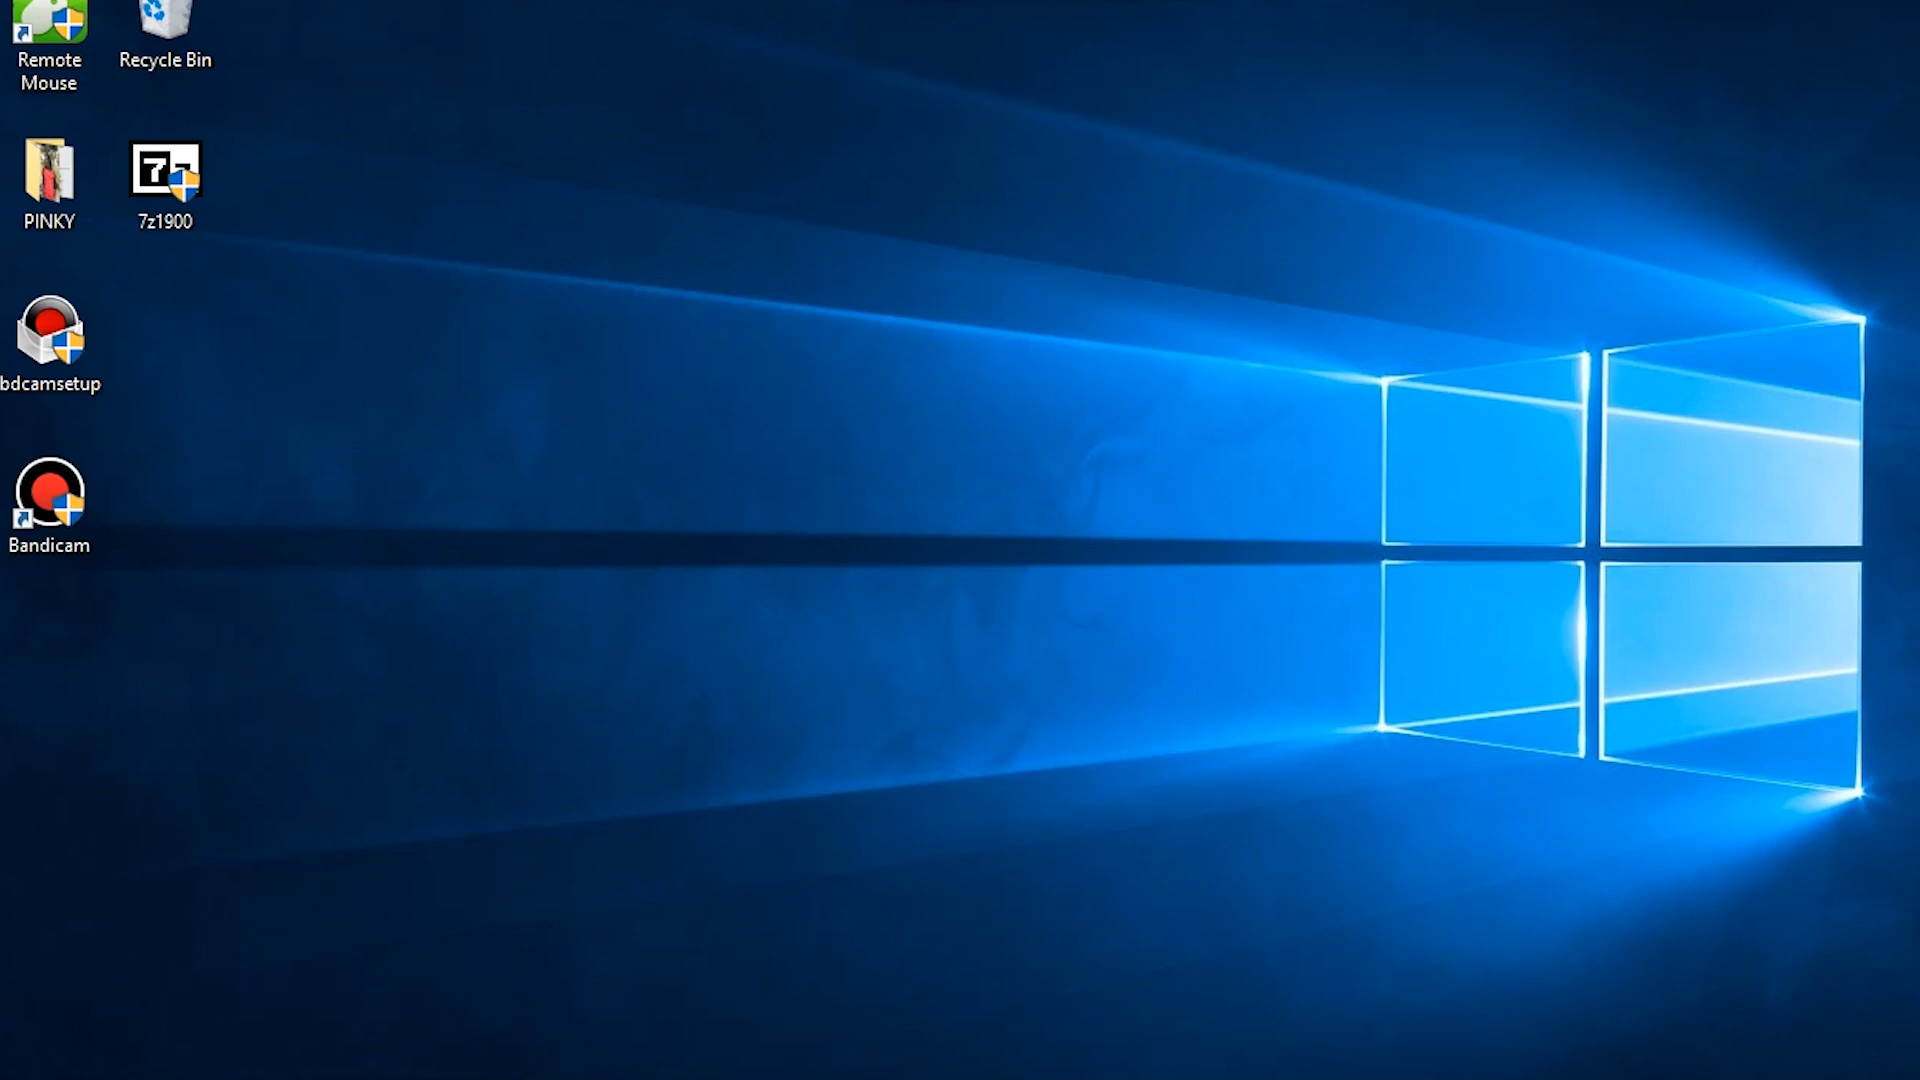 Remote
Mouse
Recycle Bin
PINKY
7z1900
bdcamsetup
Bandicam